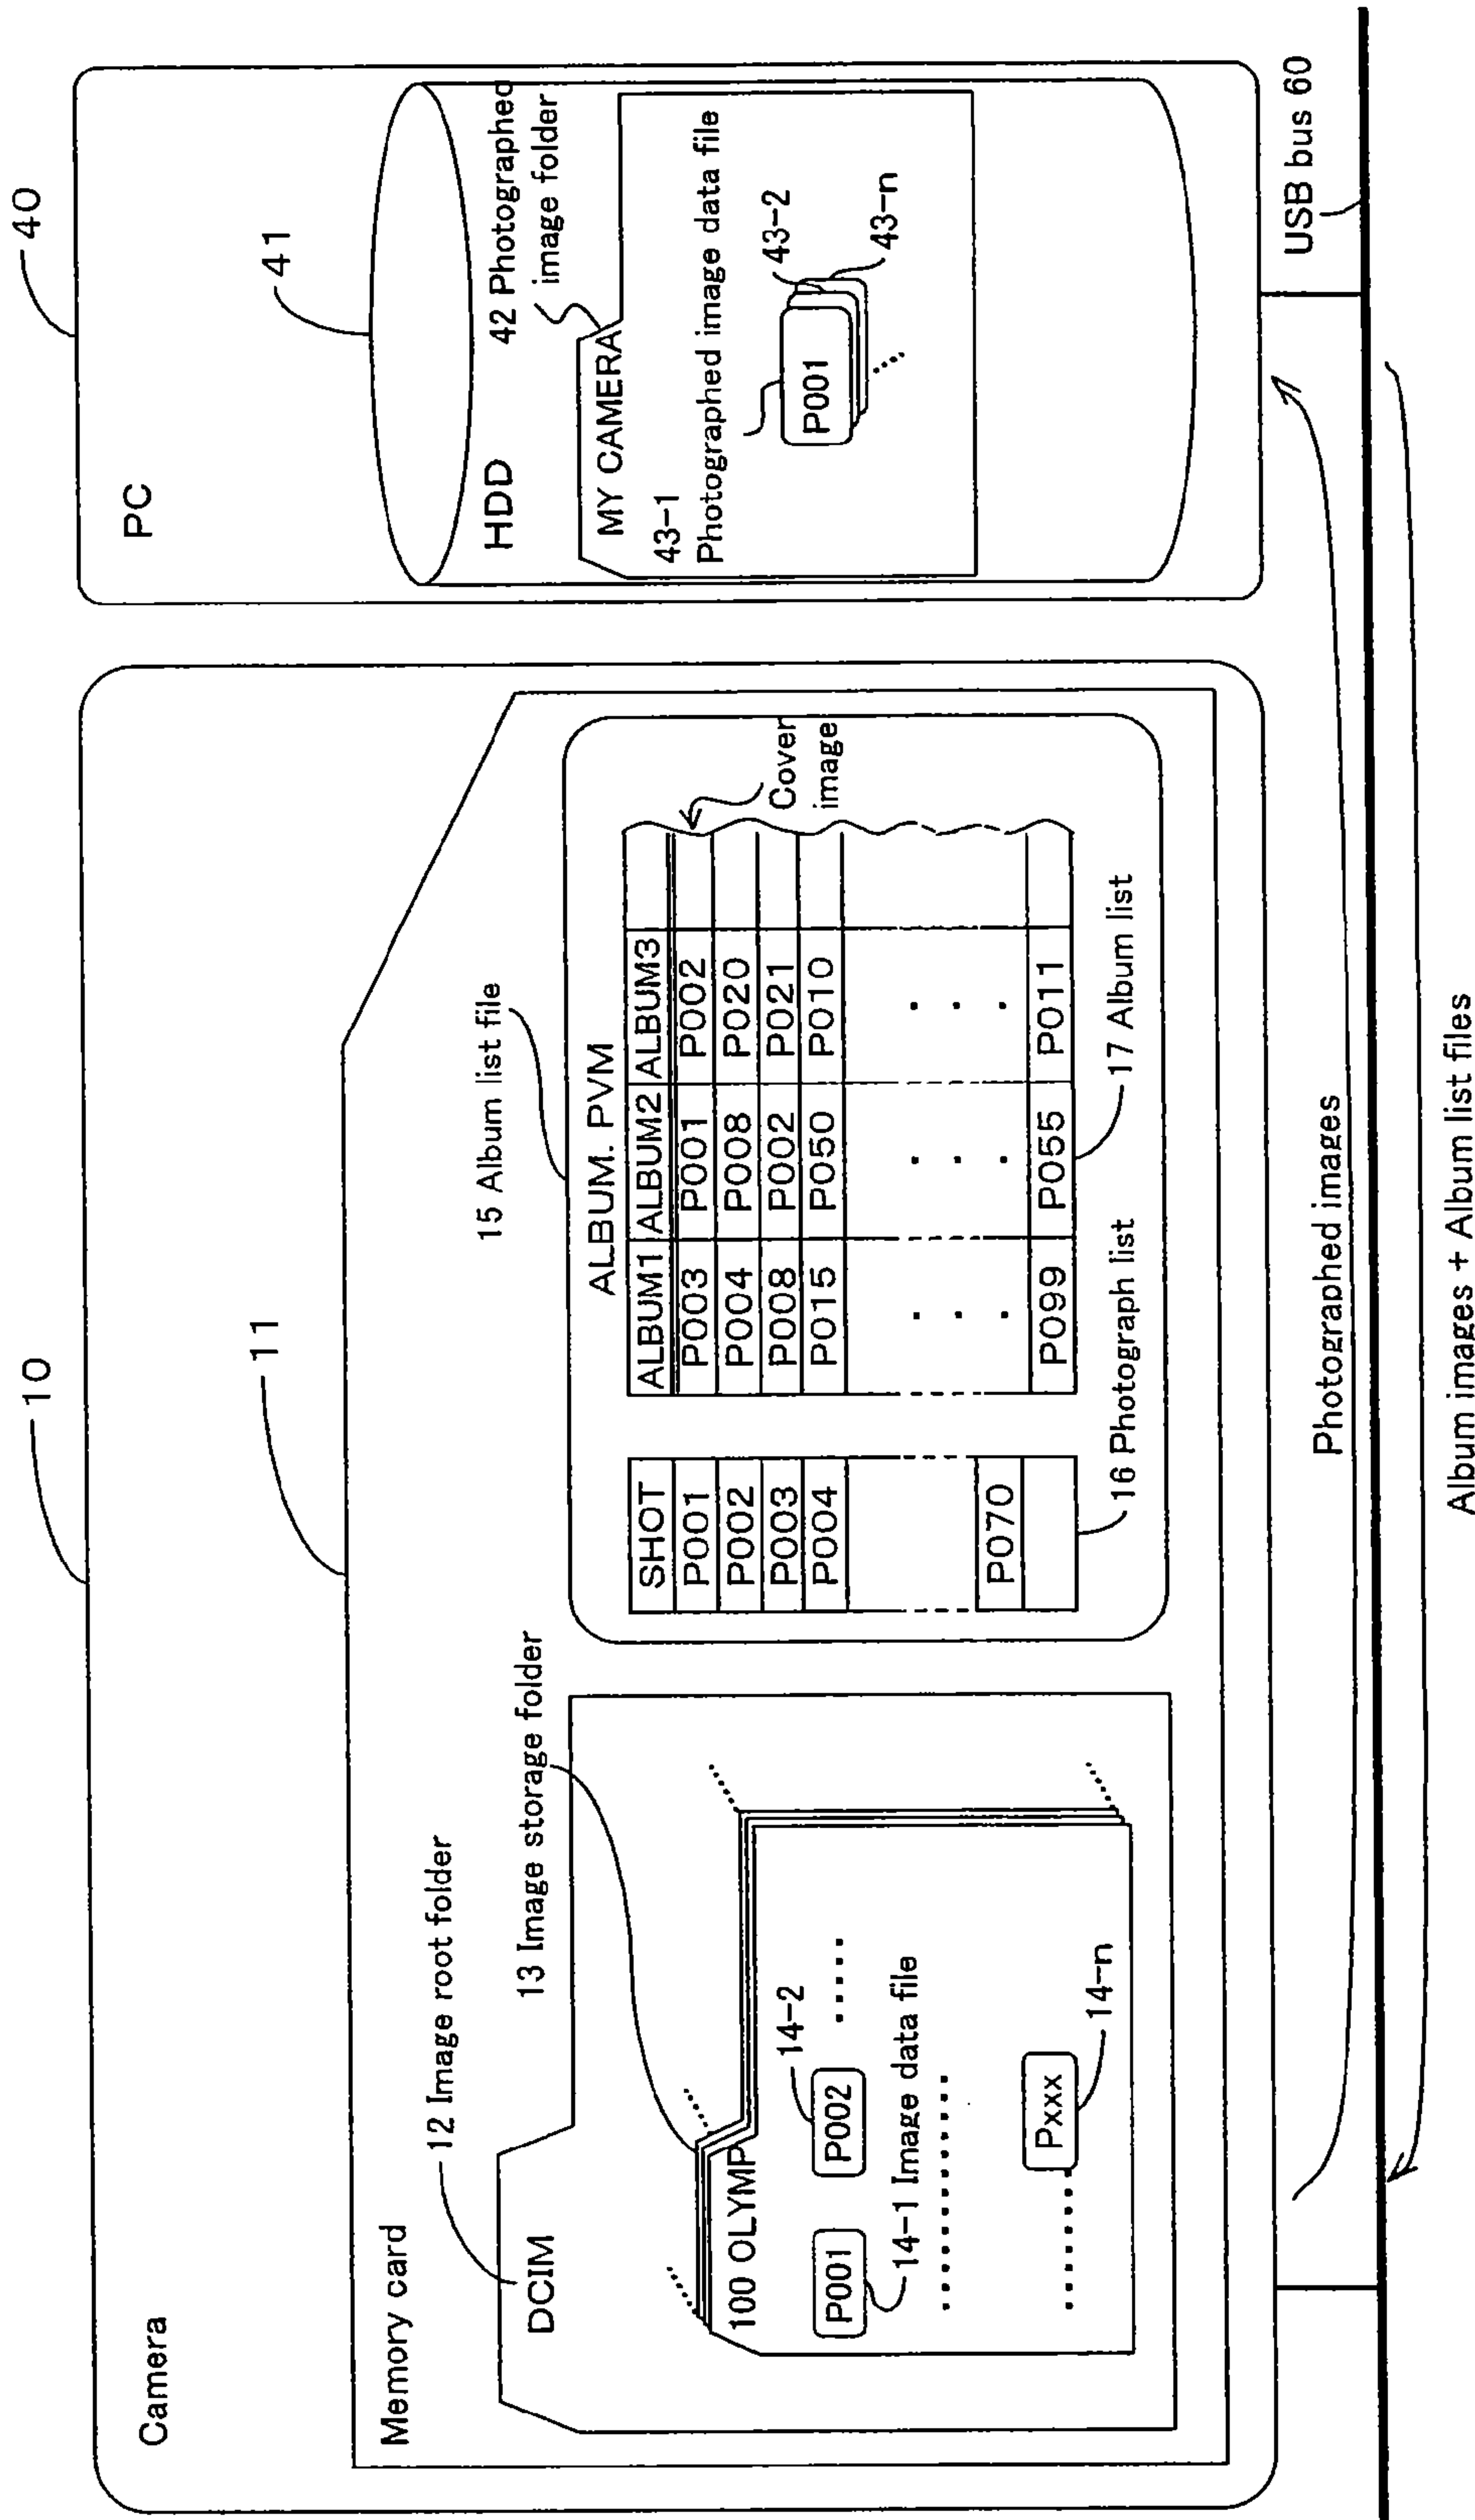 10
Camera
11
Memory card
12 Image root folder
DCIM
13 Image storage folder
100 OLYMP
P001
P002
14-2
14-1 Image data file
Pxxx
14-n
15 Album list file
ALBUM. PVM
SHOT
P001
P002
P003
P004
P070
16 Photograph list
ALBUM1 ALBUM2 ALBUM3
P003 P001 P002
P004 P008 P020
P008 P002 P021
P015 P050 P010
P099 P055 P011
17 Album list
Cover
image
40
PC
41
HDD
42 Photographed
image folder
MY CAMERA
43-1
Photographed image data file
P001
43-2
43-n
USB bus 60
Photographed images
Album images + Album list files